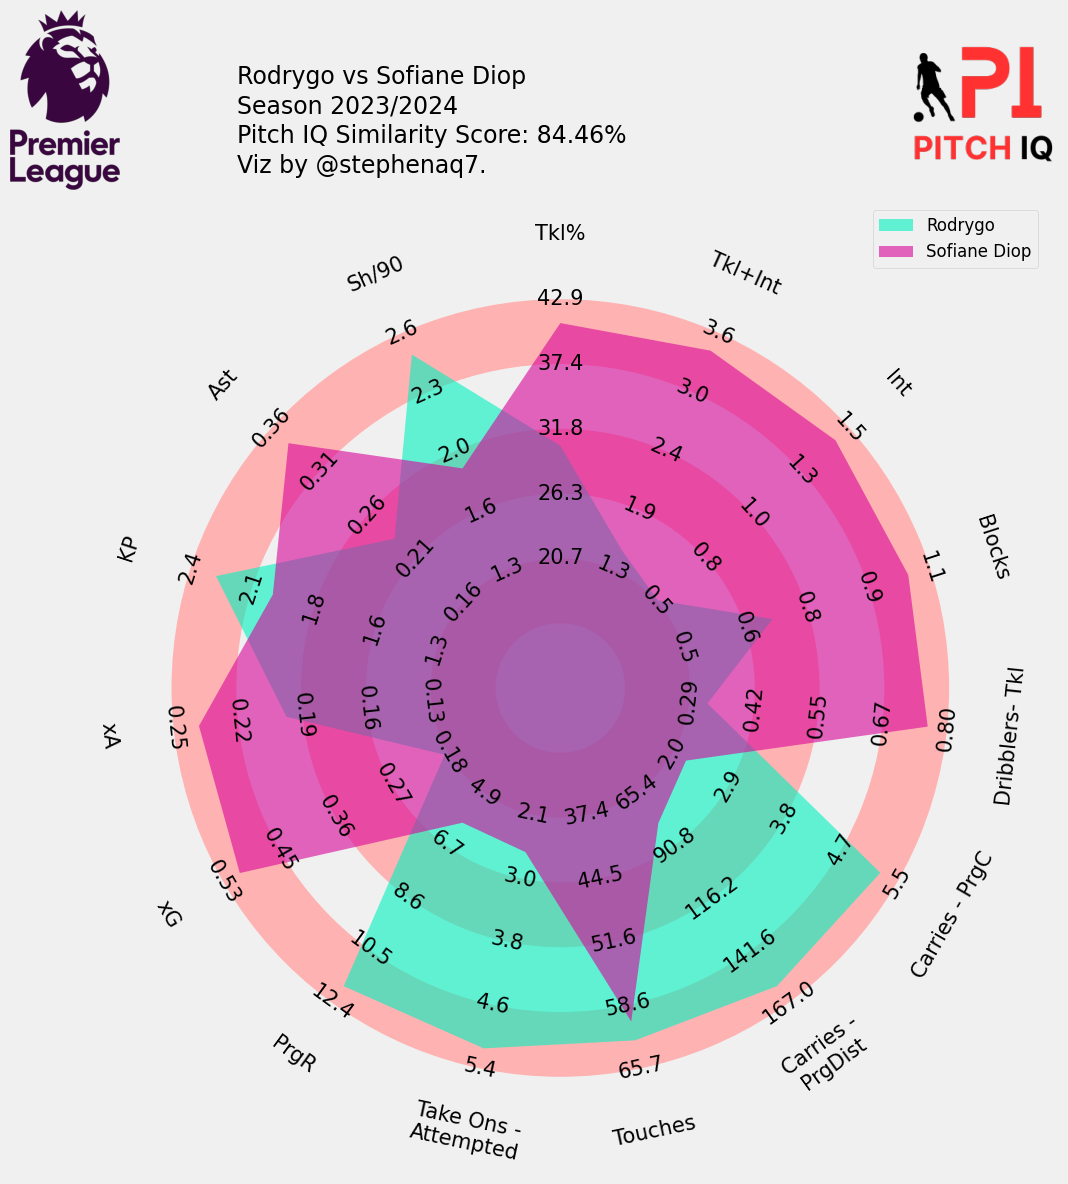 Premier
League
Rodrygo vs Sofiane Diop
Season 2023/2024
Pitch IQ Similarity Score: 84.46%
Viz by @stephenaq7.
PI
PITCH IQ
Rodrygo
Sofiane Diop
Tkl%
42.9
37.4
31.8
26.3
20.7
Tkl+Int
3.6
3.0
2.4
1.9
1.3
Int
1.5
1.3
1.0
0.8
0.5
Blocks
1.1
0.9
0.8
0.6
0.5
Dribblers- Tkl
0.80
0.67
0.55
0.42
0.29
Carries - PrgC
5.5
4.7
3.8
2.9
2.0
Carries -
PrgDist
167.0
141.6
116.2
90.8
65.4
Touches
65.7
58.6
51.6
44.5
37.4
Take Ons -
Attempted
5.4
4.6
3.8
3.0
2.1
PrgR
12.4
10.5
8.6
6.7
4.9
xG
0.53
0.45
0.36
0.27
0.18
xA
0.25
0.22
0.19
0.16
0.13
KP
2.4
2.1
1.8
1.6
1.3
Ast
0.36
0.31
0.26
0.21
0.16
Sh/90
2.6
2.3
2.0
1.6
1.3